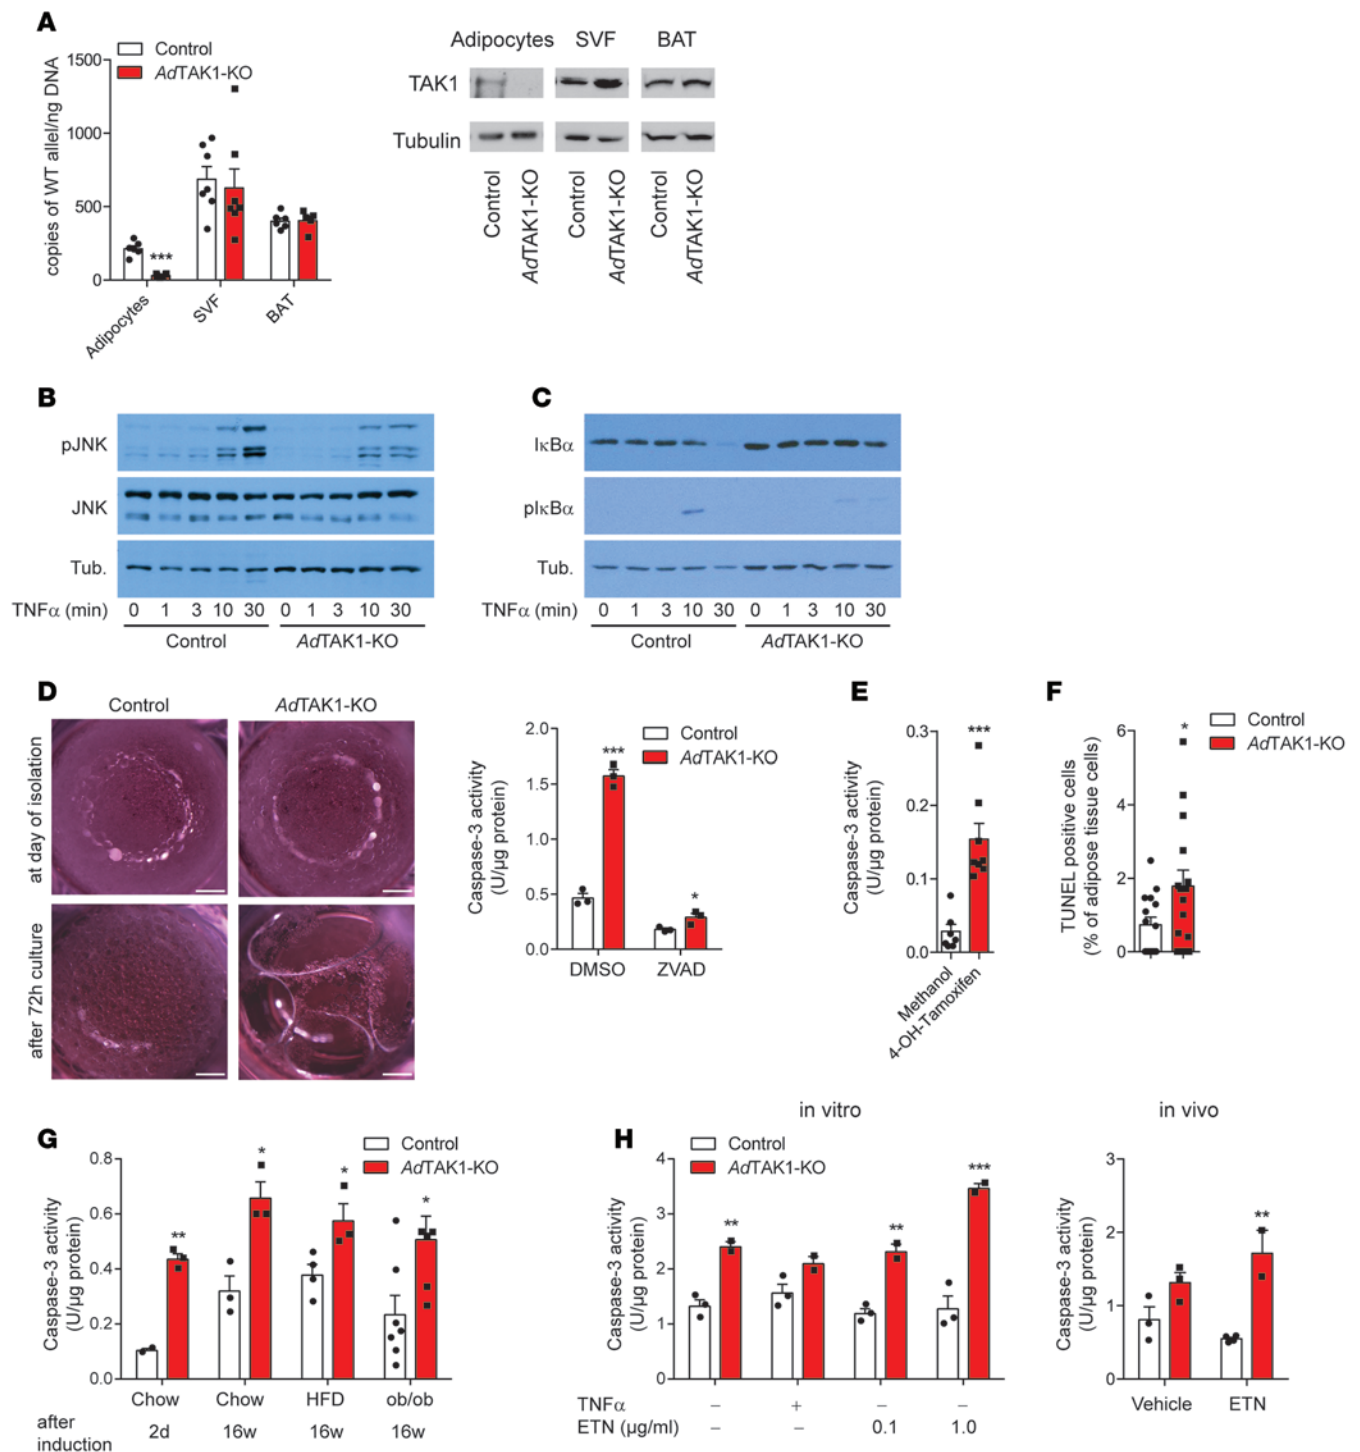 A
Control
AdTAK1-KO
copies of WT allel/ng DNA
1500
1000
500
0
Adipocytes
SVF
BAT
Adipocytes SVF BAT
TAK1
Tubulin
Control
AdTAK1-KO
Control
AdTAK1-KO
Control
AdTAK1-KO
***
B
pJNK
JNK
Tub.
TNFα (min) 0 1 3 10 30 0 1 3 10 30
Control AdTAK1-KO
C
IκBα
pIκBα
Tub.
TNFα (min) 0 1 3 10 30 0 1 3 10 30
Control AdTAK1-KO
D
Control AdTAK1-KO
at day of isolation
after 72h culture
Control
AdTAK1-KO
Caspase-3 activity
(U/µg protein)
2.0
1.5
1.0
0.5
0.0
***
*
DMSO ZVAD
E
Caspase-3 activity
(U/µg protein)
0.3
0.2
0.1
0.0
***
Methanol
4-OH-Tamoxifen
F
Control
AdTAK1-KO
TUNEL positive cells
(% of adipose tissue cells)
6
4
2
0
*
G
Control
AdTAK1-KO
Caspase-3 activity
(U/µg protein)
0.8
0.6
0.4
0.2
0.0
**
*
*
*
Chow Chow HFD ob/ob
after
induction
2d 16w 16w 16w
H
in vitro
Control
AdTAK1-KO
Caspase-3 activity
(U/µg protein)
4
3
2
1
0
**
**
***
TNFα – + – –
ETN (µg/ml) – – 0.1 1.0
in vivo
Caspase-3 activity
(U/µg protein)
3
2
1
0
**
Vehicle ETN